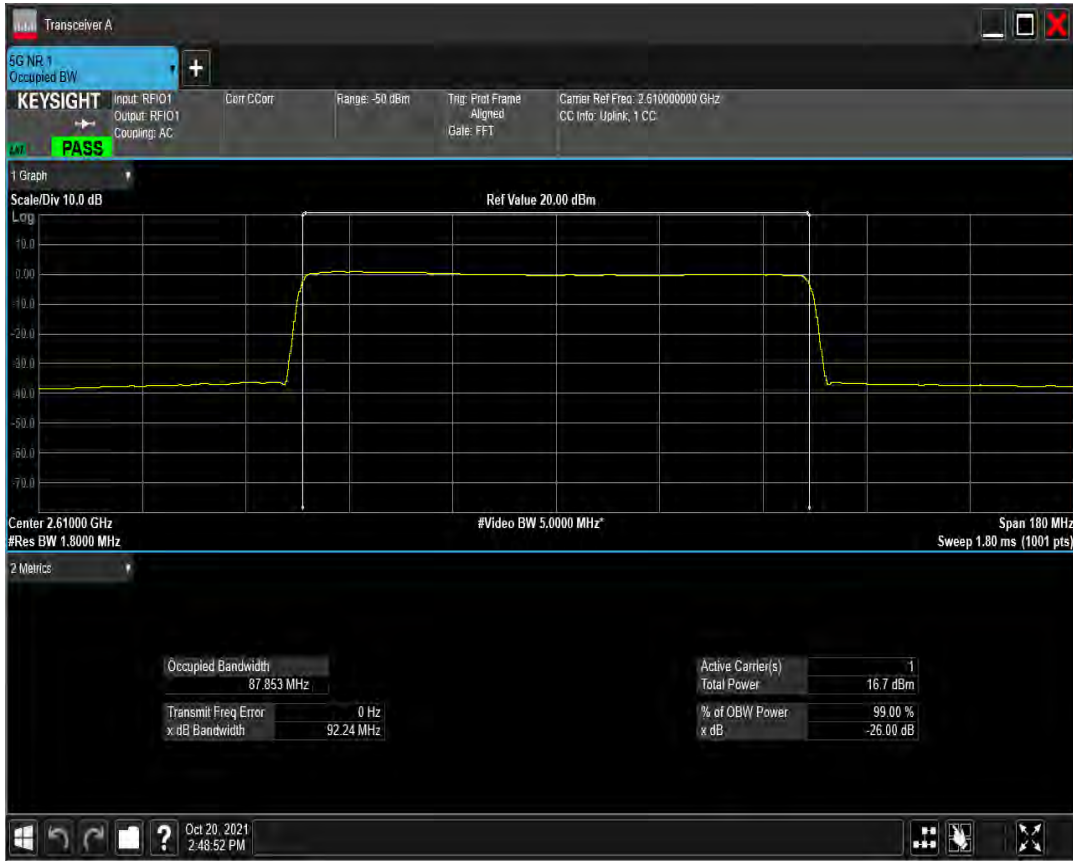 Transceiver A
5G NR 1
Occupied BW
+
KEYSIGHT
Input: RFIO1
Output: RFIO1
Coupling: AC
Corr CCorr
Range: -50 dBm
Trig: Prot Frame
Aligned
Gate: FFT
Carrier Ref Freq: 2.610000000 GHz
CC Info: Uplink, 1 CC
PASS
1 Graph
Scale/Div 10.0 dB
Ref Value 20.00 dBm
Log
10.0
0.00
-10.0
-20.0
-30.0
-40.0
-50.0
-60.0
-70.0
Center 2.61000 GHz
#Video BW 5.0000 MHz*
Span 180 MHz
#Res BW 1.8000 MHz
Sweep 1.80 ms (1001 pts)
2 Metrics
Occupied Bandwidth
87.853 MHz
Transmit Freq Error 0 Hz
x dB Bandwidth 92.24 MHz
Active Carrier(s) 1
Total Power 16.7 dBm
% of OBW Power 99.00 %
x dB -26.00 dB
?
Oct 20, 2021
2:48:52 PM